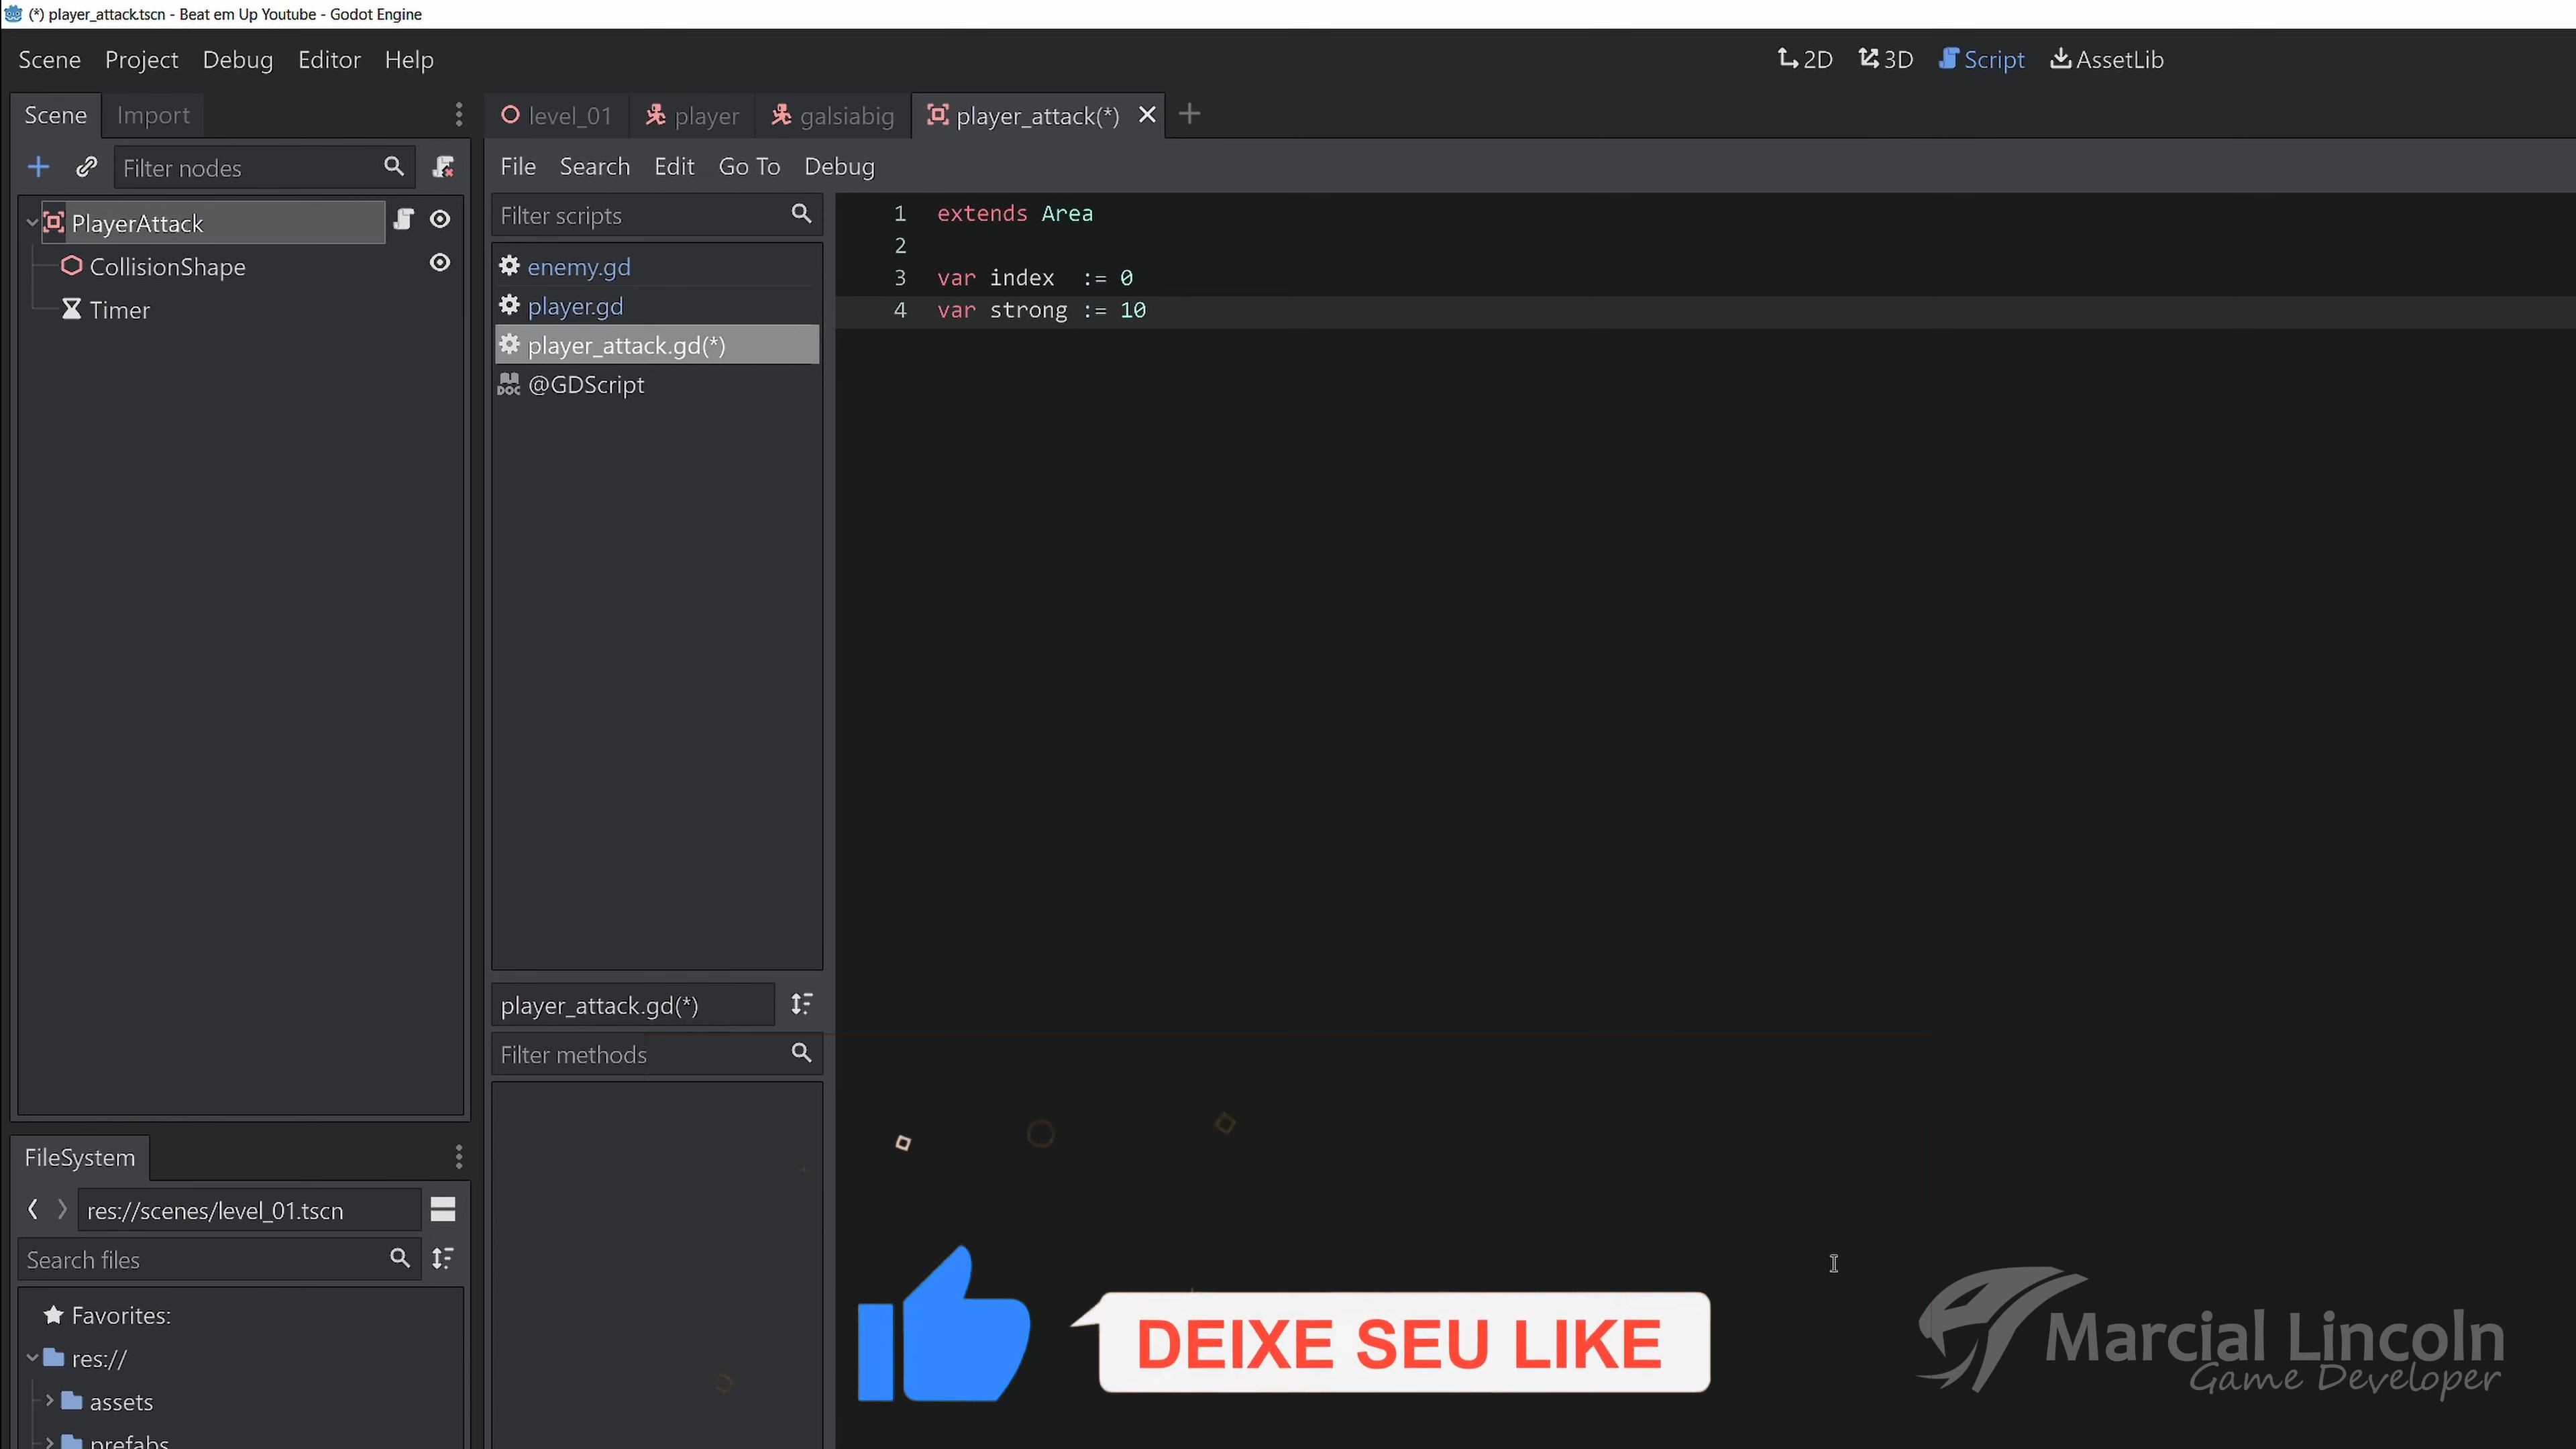 (*) player_attack.tscn - Beat em Up Youtube - Godot Engine
Scene Project Debug Editor Help
2D 3D Script AssetLib
Scene Import
level_01 player galsiabig player_attack(*)
Filter nodes
File Search Edit Go To Debug
PlayerAttack
CollisionShape
Timer
Filter scripts
enemy.gd
player.gd
player_attack.gd(*)
DOC @GDScript
1 extends Area
2
3 var index  := 0
4 var strong := 10
player_attack.gd(*)
Filter methods
FileSystem
res://scenes/level_01.tscn
Search files
Favorites:
res://
assets
prefabs
DEIXE SEU LIKE
Marcial Lincoln
Game Developer